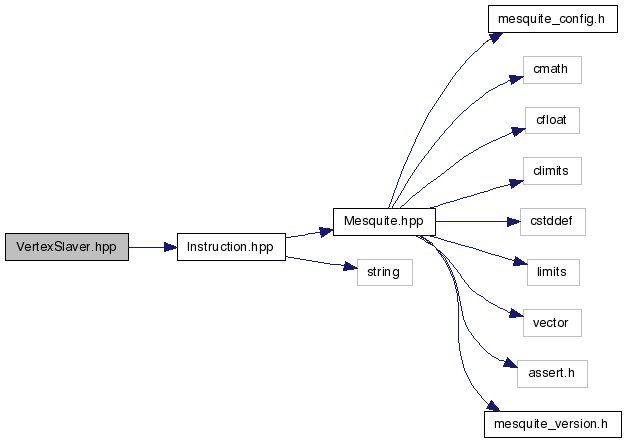 mesquite_config.h
cmath
cfloat
climits
Mesquite.hpp
cstddef
VertexSlaver.hpp
Instruction.hpp
string
limits
vector
assert.h
mesquite_version.h